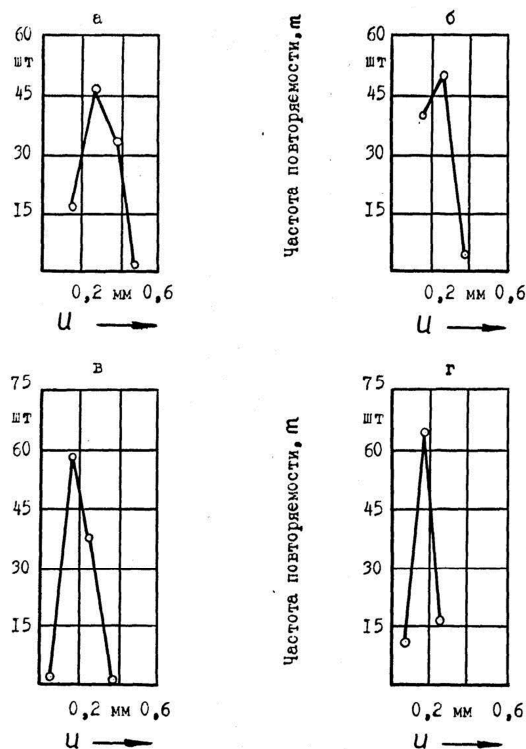 а
60
шт
45
30
15
0,2 мм 0,6
u
Частота повторяемости, m
б
60
шт
45
30
15
0,2 мм 0,6
u
в
75
шт
60
45
30
15
0,2 мм 0,6
u
Частота повторяемости, m
г
75
шт
60
45
30
15
0,2 мм 0,6
u